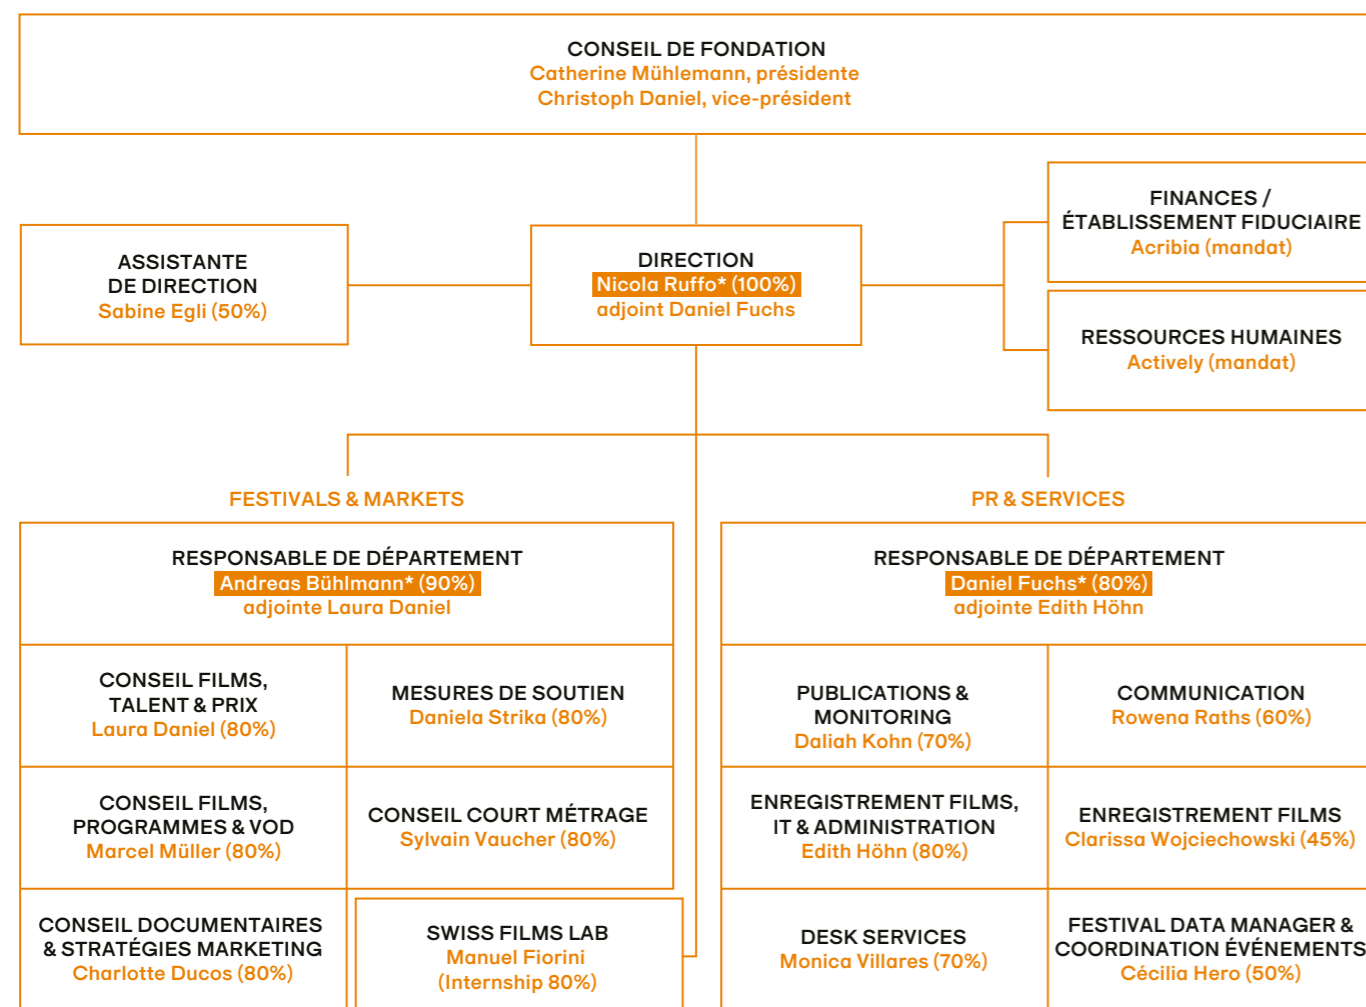 CONSEIL DE FONDATION
Catherine Mühlemann, présidente
Christoph Daniel, vice-président
ASSISTANTE
DE DIRECTION
Sabine Egli (50%)
DIRECTION
Nicola Ruffo* (100%)
adjoint Daniel Fuchs
FINANCES /
ÉTABLISSEMENT FIDUCIAIRE
Acribia (mandat)
RESSOURCES HUMAINES
Actively (mandat)
FESTIVALS & MARKETS
RESPONSABLE DE DÉPARTEMENT
Andreas Bühlmann* (90%)
adjointe Laura Daniel
CONSEIL FILMS,
TALENT & PRIX
Laura Daniel (80%)
MESURES DE SOUTIEN
Daniela Strika (80%)
CONSEIL FILMS,
PROGRAMMES & VOD
Marcel Müller (80%)
CONSEIL COURT MÉTRAGE
Sylvain Vaucher (80%)
CONSEIL DOCUMENTAIRES
& STRATÉGIES MARKETING
Charlotte Ducos (80%)
SWISS FILMS LAB
Manuel Fiorini
(Internship 80%)
PR & SERVICES
RESPONSABLE DE DÉPARTEMENT
Daniel Fuchs* (80%)
adjointe Edith Höhn
PUBLICATIONS &
MONITORING
Daliah Kohn (70%)
COMMUNICATION
Rowena Raths (60%)
ENREGISTREMENT FILMS,
IT & ADMINISTRATION
Edith Höhn (80%)
ENREGISTREMENT FILMS
Clarissa Wojciechowski (45%)
DESK SERVICES
Monica Villares (70%)
FESTIVAL DATA MANAGER &
COORDINATION ÉVÉNEMENTS
Cécilia Hero (50%)